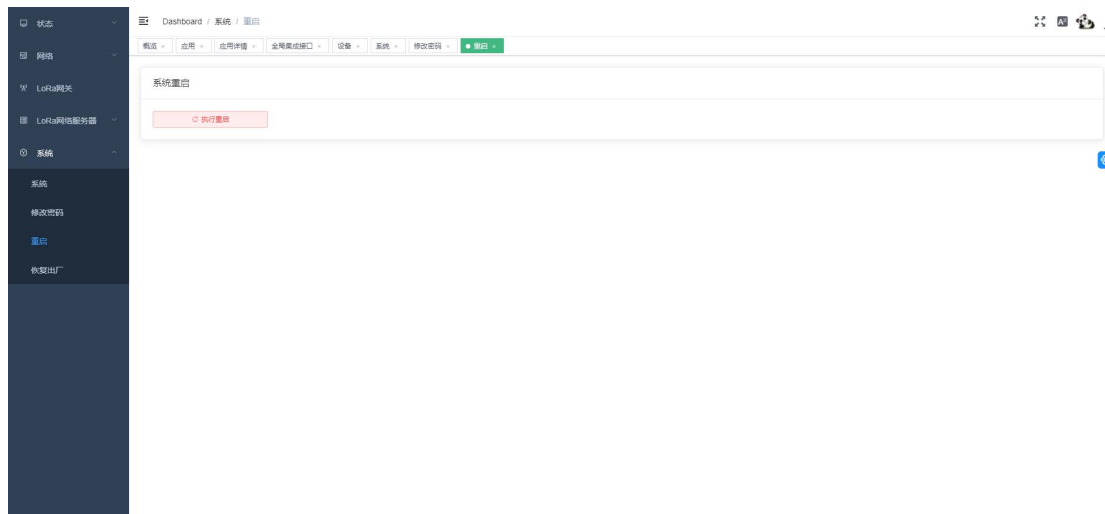 状态
网络
LoRa网关
LoRa网络服务器
系统
系统
修改密码
重启
恢复出厂
Dashboard / 系统 / 重启
概览 × 应用 × 应用详情 × 全局集成接口 × 设备 × 系统 × 修改密码 × 重启 ×
系统重启
执行重启